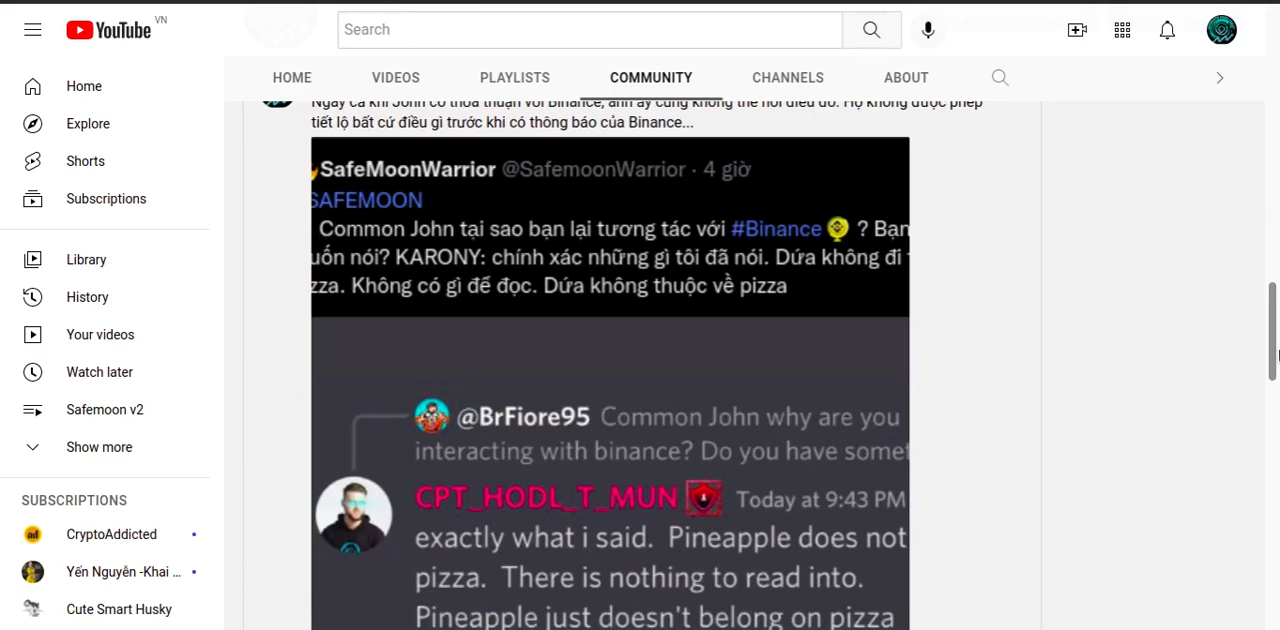 YouTube VN
Search
HOME VIDEOS PLAYLISTS COMMUNITY CHANNELS ABOUT
Home
Explore
Shorts
Subscriptions
Library
History
Your videos
Watch later
Safemoon v2
Show more
SUBSCRIPTIONS
CryptoAddicted
Yến Nguyễn -Khai ...
Cute Smart Husky
Ngay cả khi John có thỏa thuận với Binance, anh ấy cũng không thể nói điều đó. Họ không được phép
tiết lộ bất cứ điều gì trước khi có thông báo của Binance...
SafeMoonWarrior @SafemoonWarrior · 4 giờ
SAFEMOON
Common John tại sao bạn lại tương tác với #Binance ? Bạn
uốn nói? KARONY: chính xác những gì tôi đã nói. Dứa không đi
zza. Không có gì để đọc. Dứa không thuộc về pizza
@BrFiore95 Common John why are you
interacting with binance? Do you have somet
CPT_HODL_T_MUN Today at 9:43 PM
exactly what i said. Pineapple does not
pizza. There is nothing to read into.
Pineapple just doesn't belong on pizza